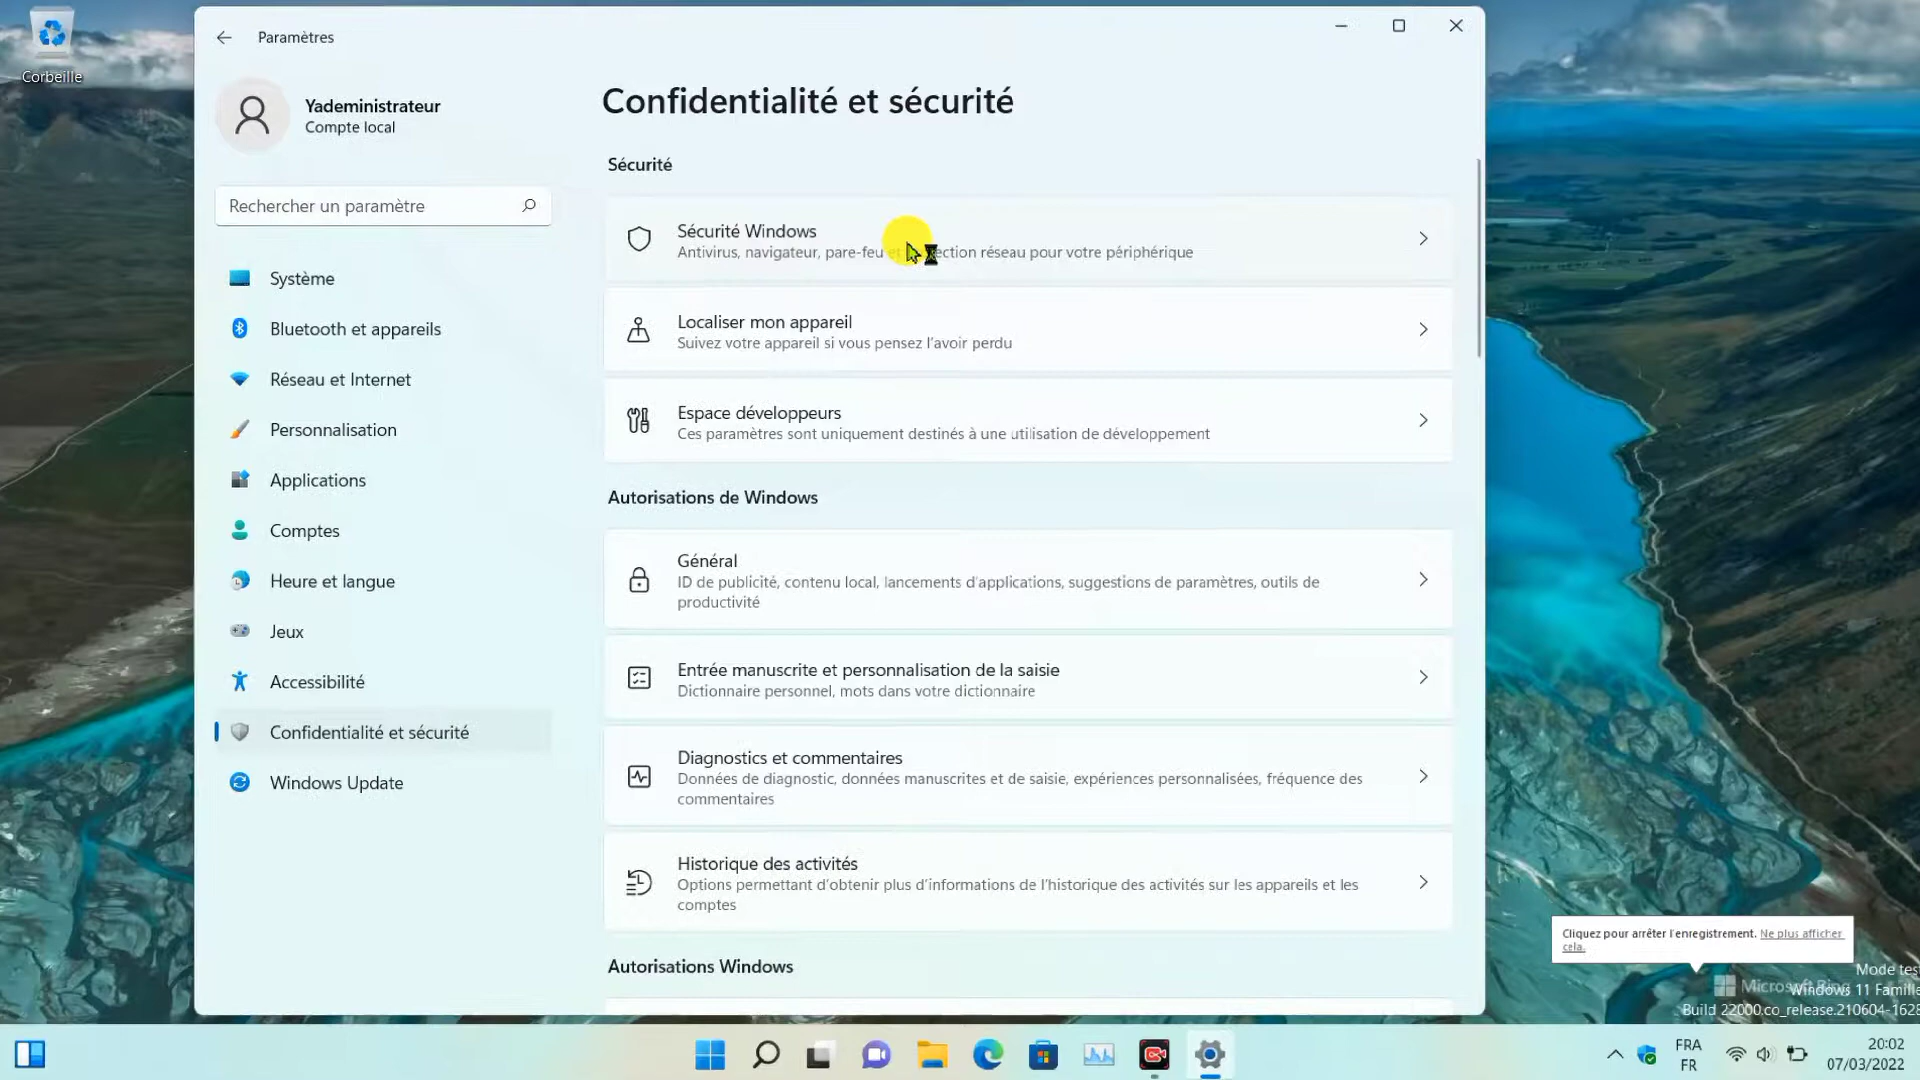 Corbeille
Paramètres
Yadeministrateur
Compte local
Rechercher un paramètre
Système
Bluetooth et appareils
Réseau et Internet
Personnalisation
Applications
Comptes
Heure et langue
Jeux
Accessibilité
Confidentialité et sécurité
Windows Update
Confidentialité et sécurité
Sécurité
Sécurité Windows
Antivirus, navigateur, pare-feu et ection réseau pour votre périphérique
Localiser mon appareil
Suivez votre appareil si vous pensez l'avoir perdu
Espace développeurs
Ces paramètres sont uniquement destinés à une utilisation de développement
Autorisations de Windows
Général
ID de publicité, contenu local, lancements d'applications, suggestions de paramètres, outils de
productivité
Entrée manuscrite et personnalisation de la saisie
Dictionnaire personnel, mots dans votre dictionnaire
Diagnostics et commentaires
Données de diagnostic, données manuscrites et de saisie, expériences personnalisées, fréquence des
commentaires
Historique des activités
Options permettant d'obtenir plus d'informations de l'historique des activités sur les appareils et les
comptes
Autorisations Windows
Cliquez pour arrêter l'enregistrement. Ne plus afficher
cela.
Mode tes
Microsoft Bing
Windows 11 Famille
Build 22000.co_release.210604-1628
FRA
FR
20:02
07/03/2022